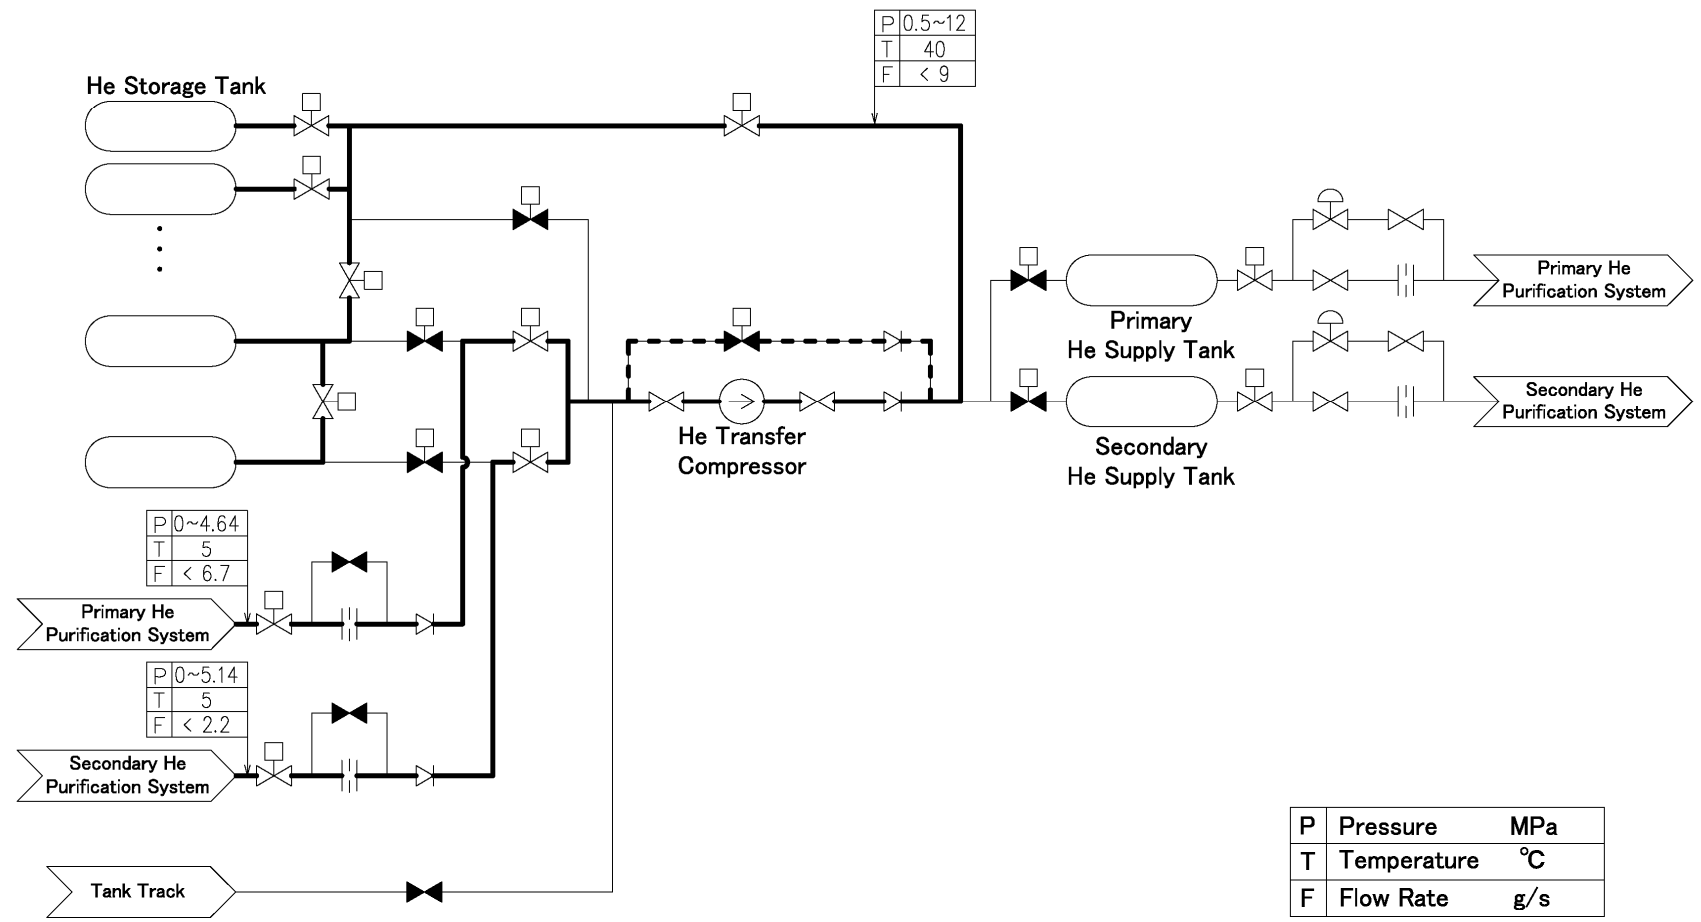 P 0.5~12
T 40
F < 9
He Storage Tank
Primary He
Purification System
Primary
He Supply Tank
Secondary He
Purification System
He Transfer
Compressor
Secondary
He Supply Tank
P 0~4.64
T 5
F < 6.7
Primary He
Purification System
P 0~5.14
T 5
F < 2.2
Secondary He
Purification System
Tank Track
P Pressure MPa
T Temperature ℃
F Flow Rate g/s